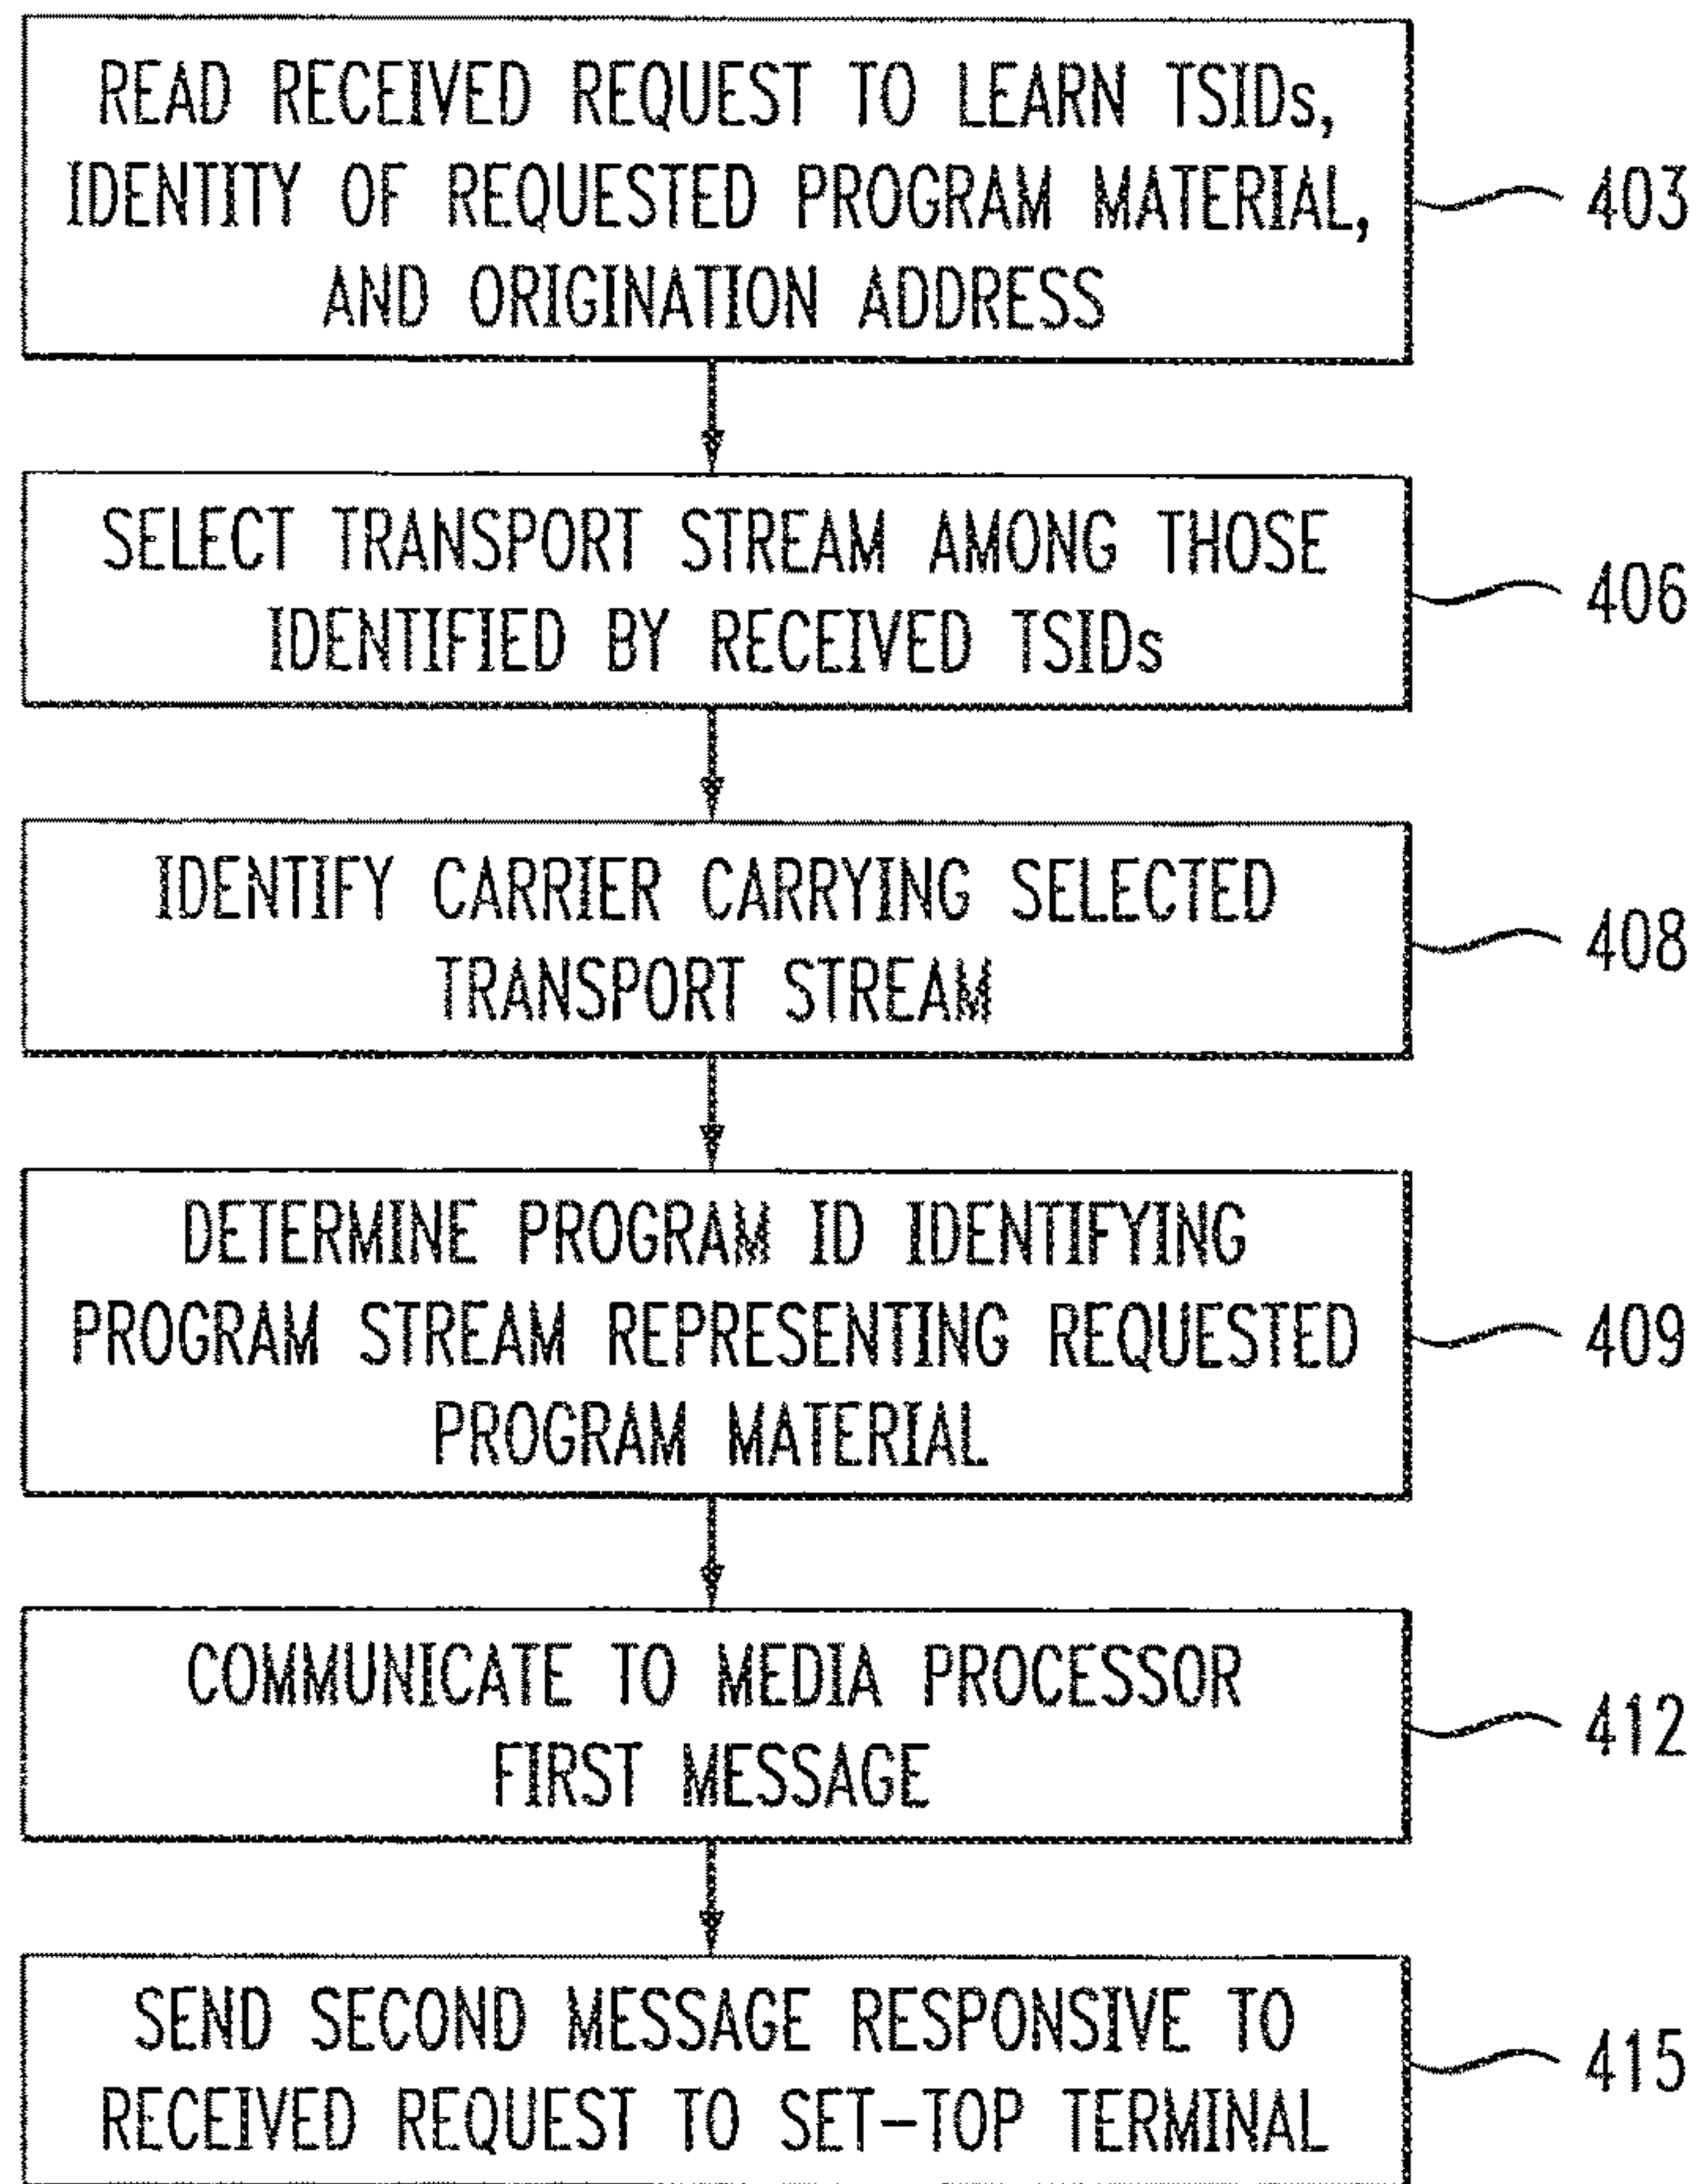 READ RECEIVED REQUEST TO LEARN TSIDs,
IDENTITY OF REQUESTED PROGRAM MATERIAL,
AND ORIGINATION ADDRESS
403
SELECT TRANSPORT STREAM AMONG THOSE
IDENTIFIED BY RECEIVED TSIDs
406
IDENTIFY CARRIER CARRYING SELECTED
TRANSPORT STREAM
408
DETERMINE PROGRAM ID IDENTIFYING
PROGRAM STREAM REPRESENTING REQUESTED
PROGRAM MATERIAL
409
COMMUNICATE TO MEDIA PROCESSOR
FIRST MESSAGE
412
SEND SECOND MESSAGE RESPONSIVE TO
RECEIVED REQUEST TO SET-TOP TERMINAL
415